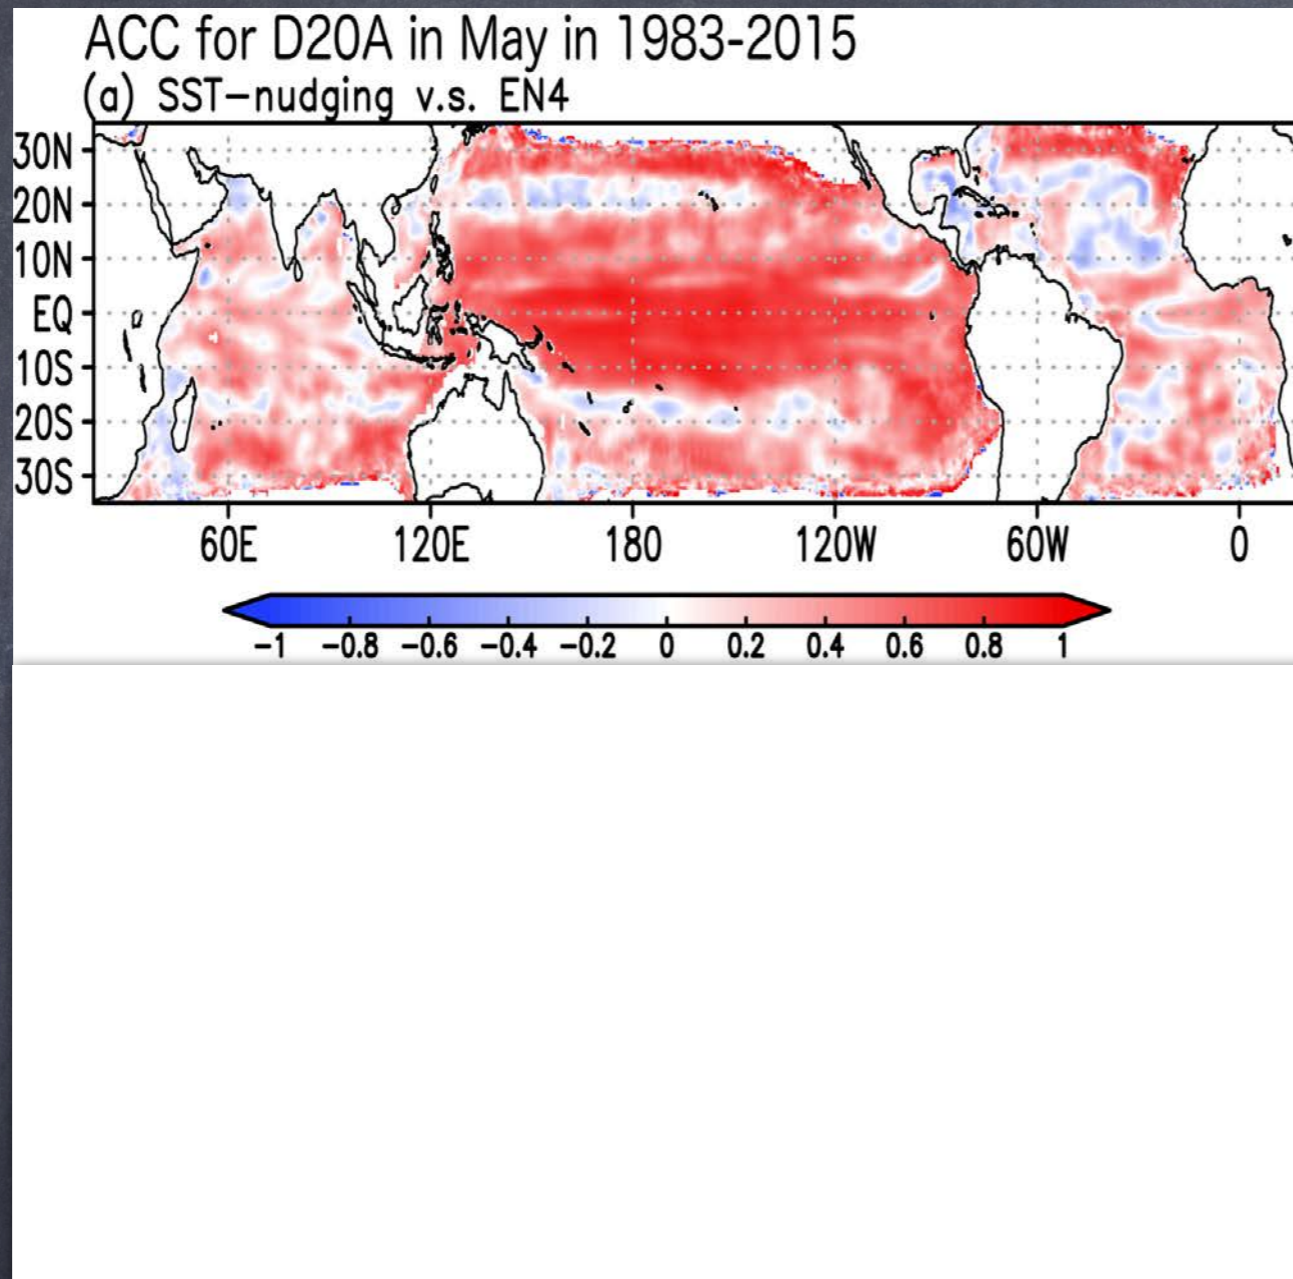 ACC for D20A in May in 1983-2015
(a) SST-nudging v.s. EN4
30N
20N
10N
EQ
10S
20S
30S
60E 120E 180 120W 60W 0
-1 -0.8 -0.6 -0.4 -0.2 0 0.2 0.4 0.6 0.8 1